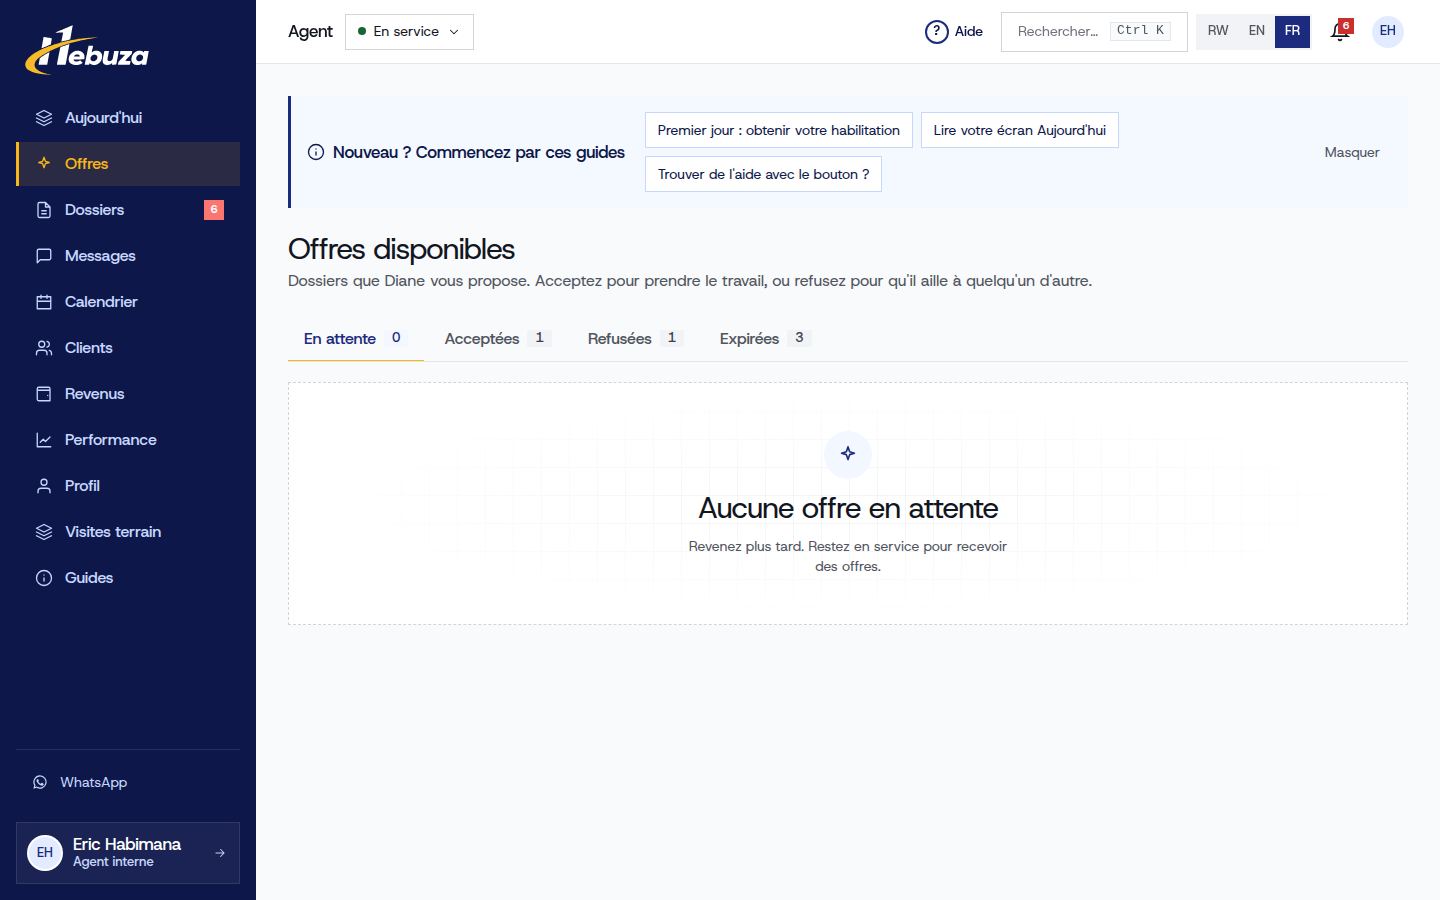 Hebuza
Aujourd'hui
Offres
Dossiers 6
Messages
Calendrier
Clients
Revenus
Performance
Profil
Visites terrain
Guides
WhatsApp
EH
Eric Habimana
Agent interne
Agent
En service
? Aide
Rechercher… Ctrl K
RW EN FR
6
EH
Nouveau ? Commencez par ces guides
Premier jour : obtenir votre habilitation
Lire votre écran Aujourd'hui
Trouver de l'aide avec le bouton ?
Masquer
Offres disponibles
Dossiers que Diane vous propose. Acceptez pour prendre le travail, ou refusez pour qu'il aille à quelqu'un d'autre.
En attente 0 Acceptées 1 Refusées 1 Expirées 3
Aucune offre en attente
Revenez plus tard. Restez en service pour recevoir
des offres.